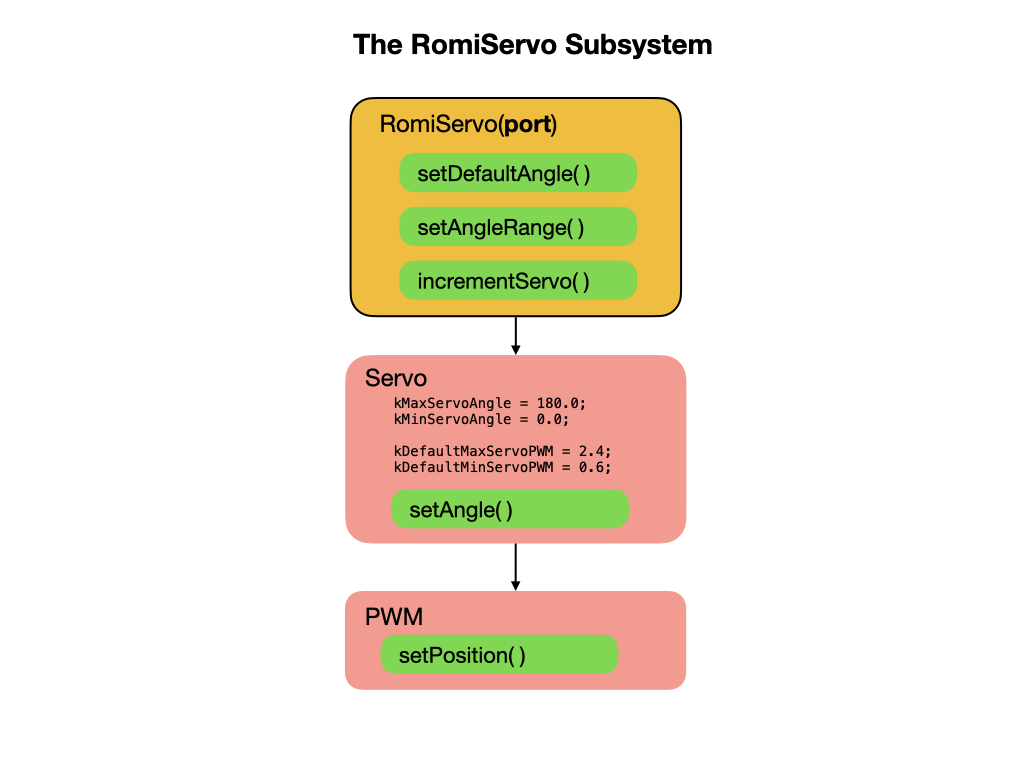 The RomiServo Subsystem
RomiServo(port)
setDefaultAngle( )
setAngleRange( )
incrementServo( )
Servo
kMaxServoAngle = 180.0;
kMinServoAngle = 0.0;
kDefaultMaxServoPWM = 2.4;
kDefaultMinServoPWM = 0.6;
setAngle( )
PWM
setPosition( )